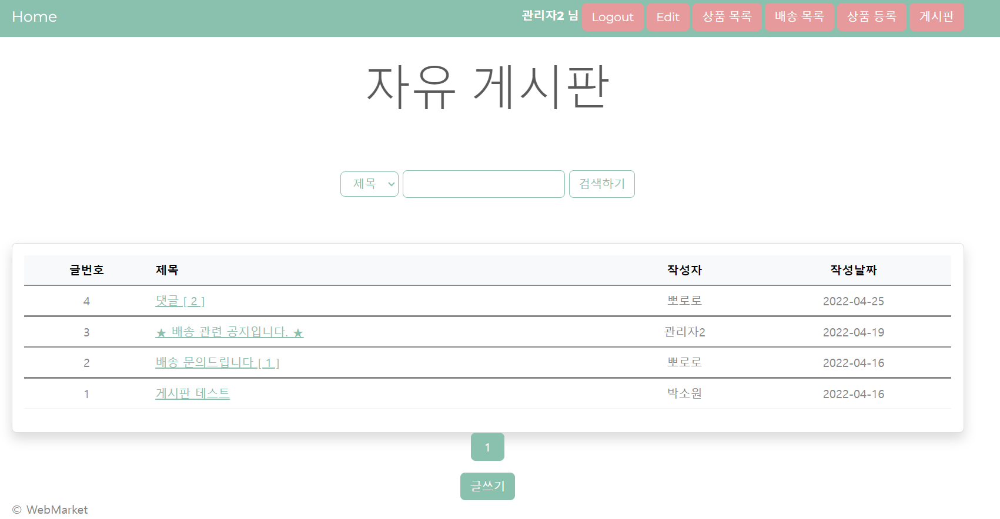 Home 관리자2 님 Logout Edit 상품 목록 배송 목록 상품 등록 게시판
자유 게시판
제목 검색하기
글번호 제목 작성자 작성날짜
4 댓글 [ 2 ] 뽀로로 2022-04-25
3 ★ 배송 관련 공지입니다. ★ 관리자2 2022-04-19
2 배송 문의드립니다 [ 1 ] 뽀로로 2022-04-16
1 게시판 테스트 박소원 2022-04-16
1
글쓰기
© WebMarket